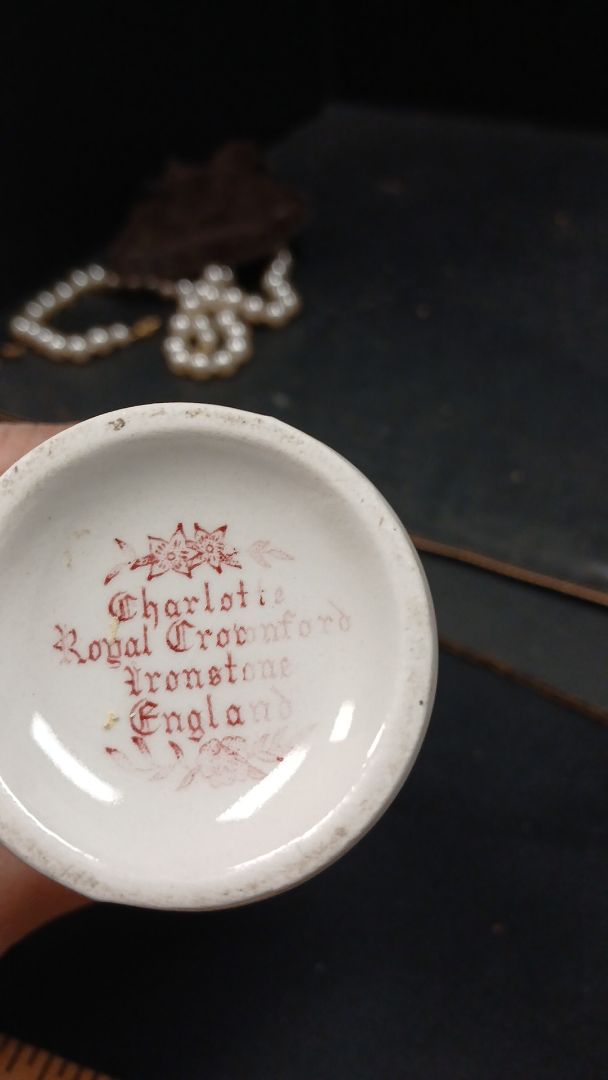 Charlotte
Royal Crownford
Ironstone
England